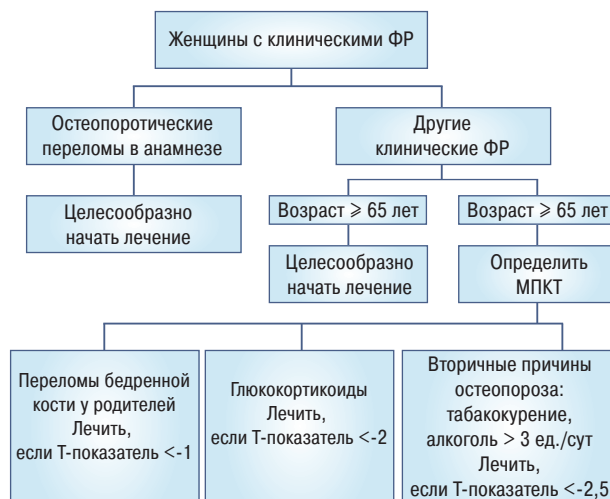 Женщины с клиническими ФР
Остеопоротические
переломы в анамнезе
Другие
клинические ФР
Целесообразно
начать лечение
Возраст ⩾ 65 лет
Возраст ⩾ 65 лет
Целесообразно
начать лечение
Определить
МПКТ
Переломы бедренной
кости у родителей
Лечить,
если Т-показатель <-1
Глюкокортикоиды
Лечить,
если Т-показатель <-2
Вторичные причины
остеопороза:
табакокурение,
алкоголь > 3 ед./сут
Лечить,
если Т-показатель <-2,5